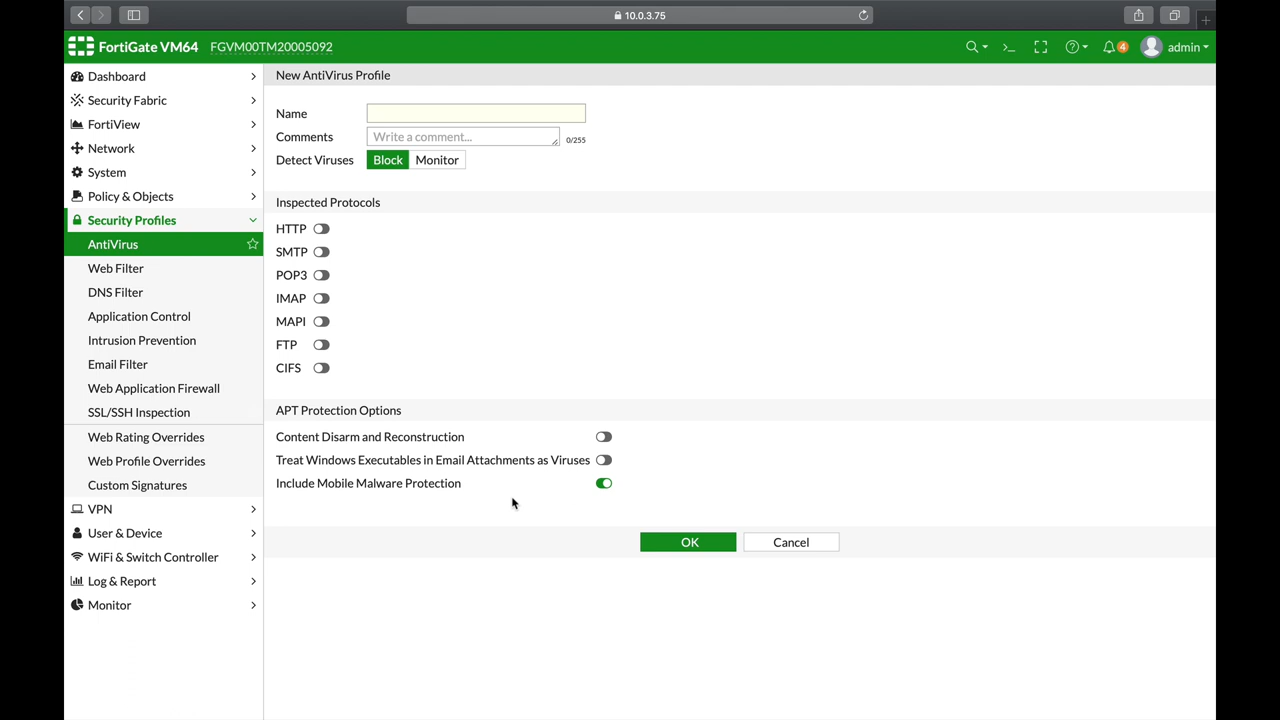 10.0.3.75
FortiGate VM64 FGVM00TM20005092
4 admin
Dashboard
Security Fabric
FortiView
Network
System
Policy & Objects
Security Profiles
AntiVirus
Web Filter
DNS Filter
Application Control
Intrusion Prevention
Email Filter
Web Application Firewall
SSL/SSH Inspection
Web Rating Overrides
Web Profile Overrides
Custom Signatures
VPN
User & Device
WiFi & Switch Controller
Log & Report
Monitor
New AntiVirus Profile
Name
Comments Write a comment... 0/255
Detect Viruses Block Monitor
Inspected Protocols
HTTP
SMTP
POP3
IMAP
MAPI
FTP
CIFS
APT Protection Options
Content Disarm and Reconstruction
Treat Windows Executables in Email Attachments as Viruses
Include Mobile Malware Protection
OK Cancel